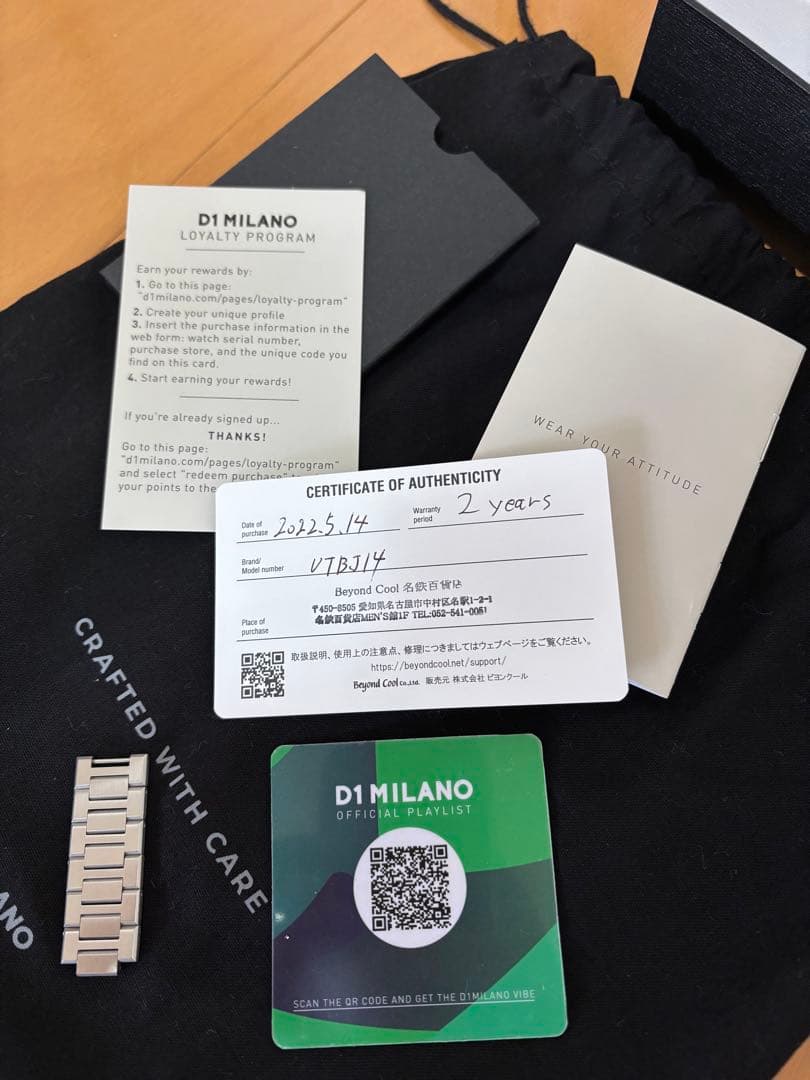 D1 MILANO
LOYALTY PROGRAM
Earn your rewards by:
1. Go to this page:
"d1milano.com/pages/loyalty-program"
2. Create your unique profile
3. Insert the purchase information in the
web form: watch serial number,
purchase store, and the unique code you
find on this card.
4. Start earning your rewards!
If you're already signed up...
THANKS!
Go to this page:
"d1milano.com/pages/loyalty-program"
and select "redeem purchase"
your points to the
WEAR YOUR ATTITUDE
CERTIFICATE OF AUTHENTICITY
Date of
purchase 2022.5.14
Warranty
period 2 years
Brand/
Model number UTBJ14
Place of
purchase
Beyond Cool 名鉄百貨店
〒450-8505 愛知県名古屋市中村区名駅1-2-1
名鉄百貨店MEN'S館1F TEL:052-541-0051
取扱説明、使用上の注意点、修理につきましてはウェブページをご覧ください。
https://beyondcool.net/support/
Beyond Cool Co.,Ltd. 販売元 株式会社 ビヨンクール
CRAFTED WITH CARE
ANO
D1 MILANO
OFFICIAL PLAYLIST
SCAN THE QR CODE AND GET THE D1MILANO VIBE